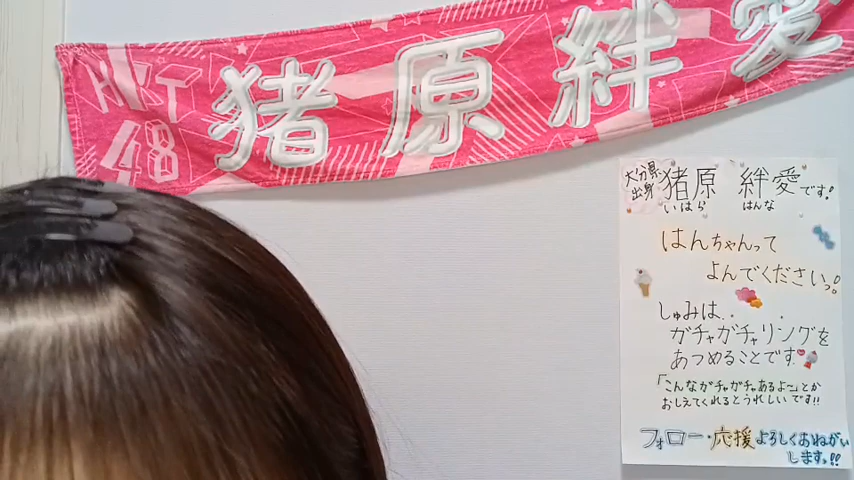 HKT
48
猪原絆愛
大分県
出身
猪原 絆愛です!
いはら はんな
はんちゃんって
よんでくださいっ!
しゅみは..
ガチャガチャリングを
あつめることです
「こんなガチャガチャあるよ〜」とか
おしえてくれるとうれしいです!!
フォロー・応援よろしくおねがい
しますっ!!